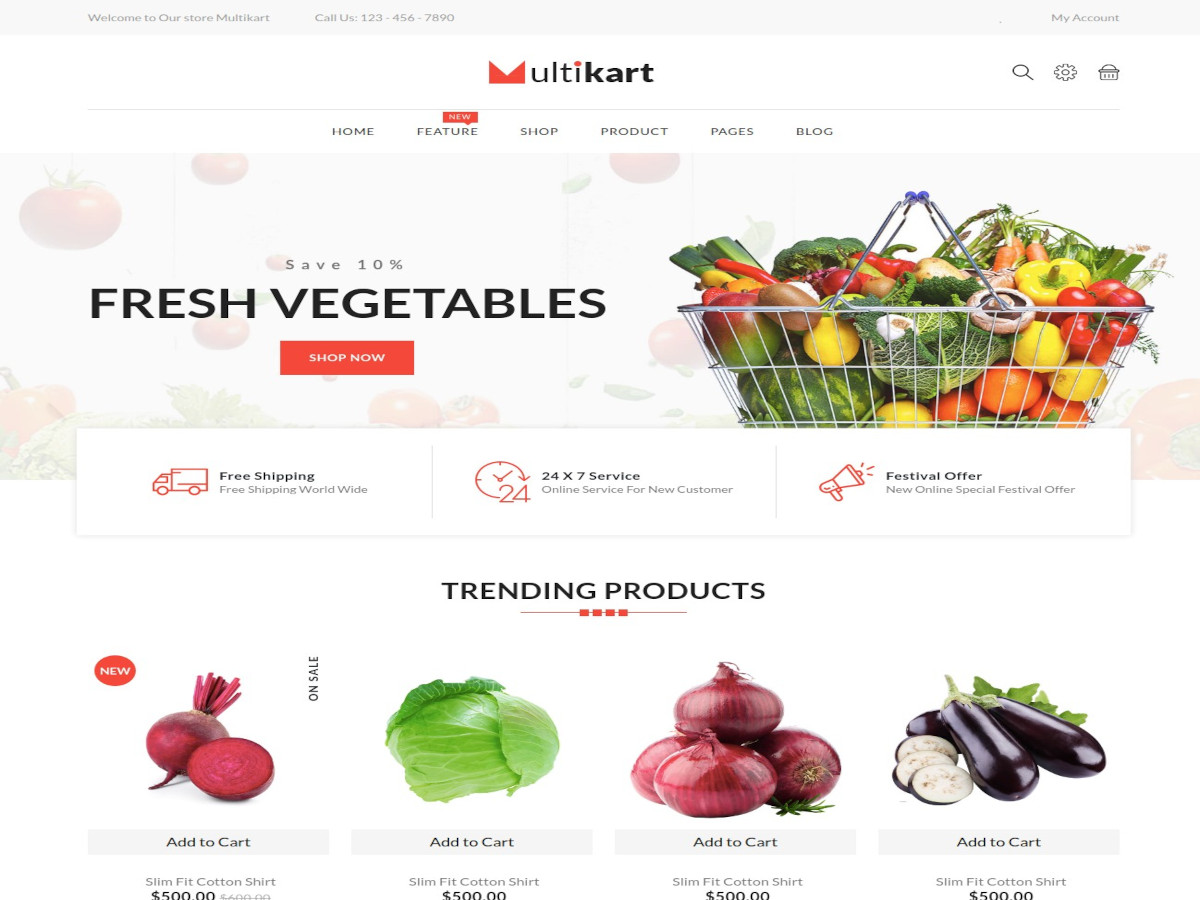 Welcome to Our store Multikart
Call Us: 123 - 456 - 7890
My Account
Multikart
NEW
HOME
FEATURE
SHOP
PRODUCT
PAGES
BLOG
Save 10%
FRESH VEGETABLES
SHOP NOW
Free Shipping
Free Shipping World Wide
24
24 X 7 Service
Online Service For New Customer
Festival Offer
New Online Special Festival Offer
TRENDING PRODUCTS
NEW
ON SALE
Add to Cart
Add to Cart
Add to Cart
Add to Cart
Slim Fit Cotton Shirt
$500.00 $600.00
Slim Fit Cotton Shirt
$500.00
Slim Fit Cotton Shirt
$500.00
Slim Fit Cotton Shirt
$500.00